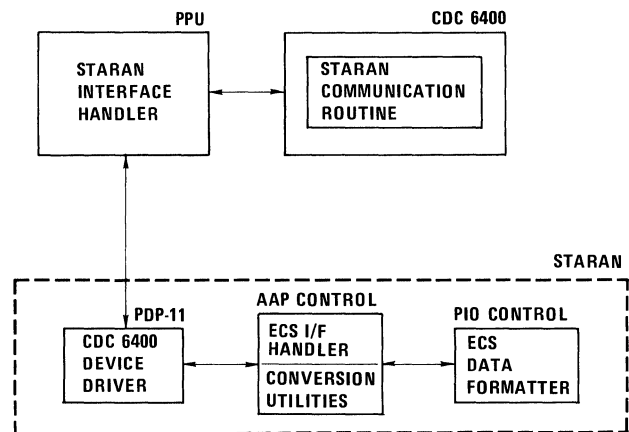 PPU
CDC 6400
STARAN
INTERFACE
HANDLER
STARAN
COMMUNICATION
ROUTINE
STARAN
PDP-11
AAP CONTROL
PIO CONTROL
CDC 6400
DEVICE
DRIVER
ECS I/F
HANDLER
CONVERSION
UTILITIES
ECS
DATA
FORMATTER